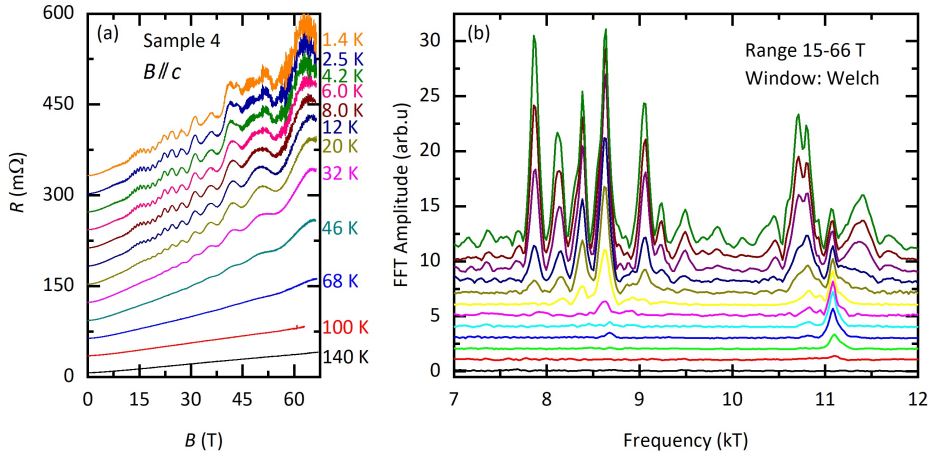 (a)
Sample 4
B//c
600
450
300
150
0
R (mΩ)
0 15 30 45 60
B (T)
1.4 K
2.5 K
4.2 K
6.0 K
8.0 K
12 K
20 K
32 K
46 K
68 K
100 K
140 K
(b)
Range 15-66 T
Window: Welch
30
25
20
15
10
5
0
FFT Amplitude (arb.u)
7 8 9 10 11 12
Frequency (kT)